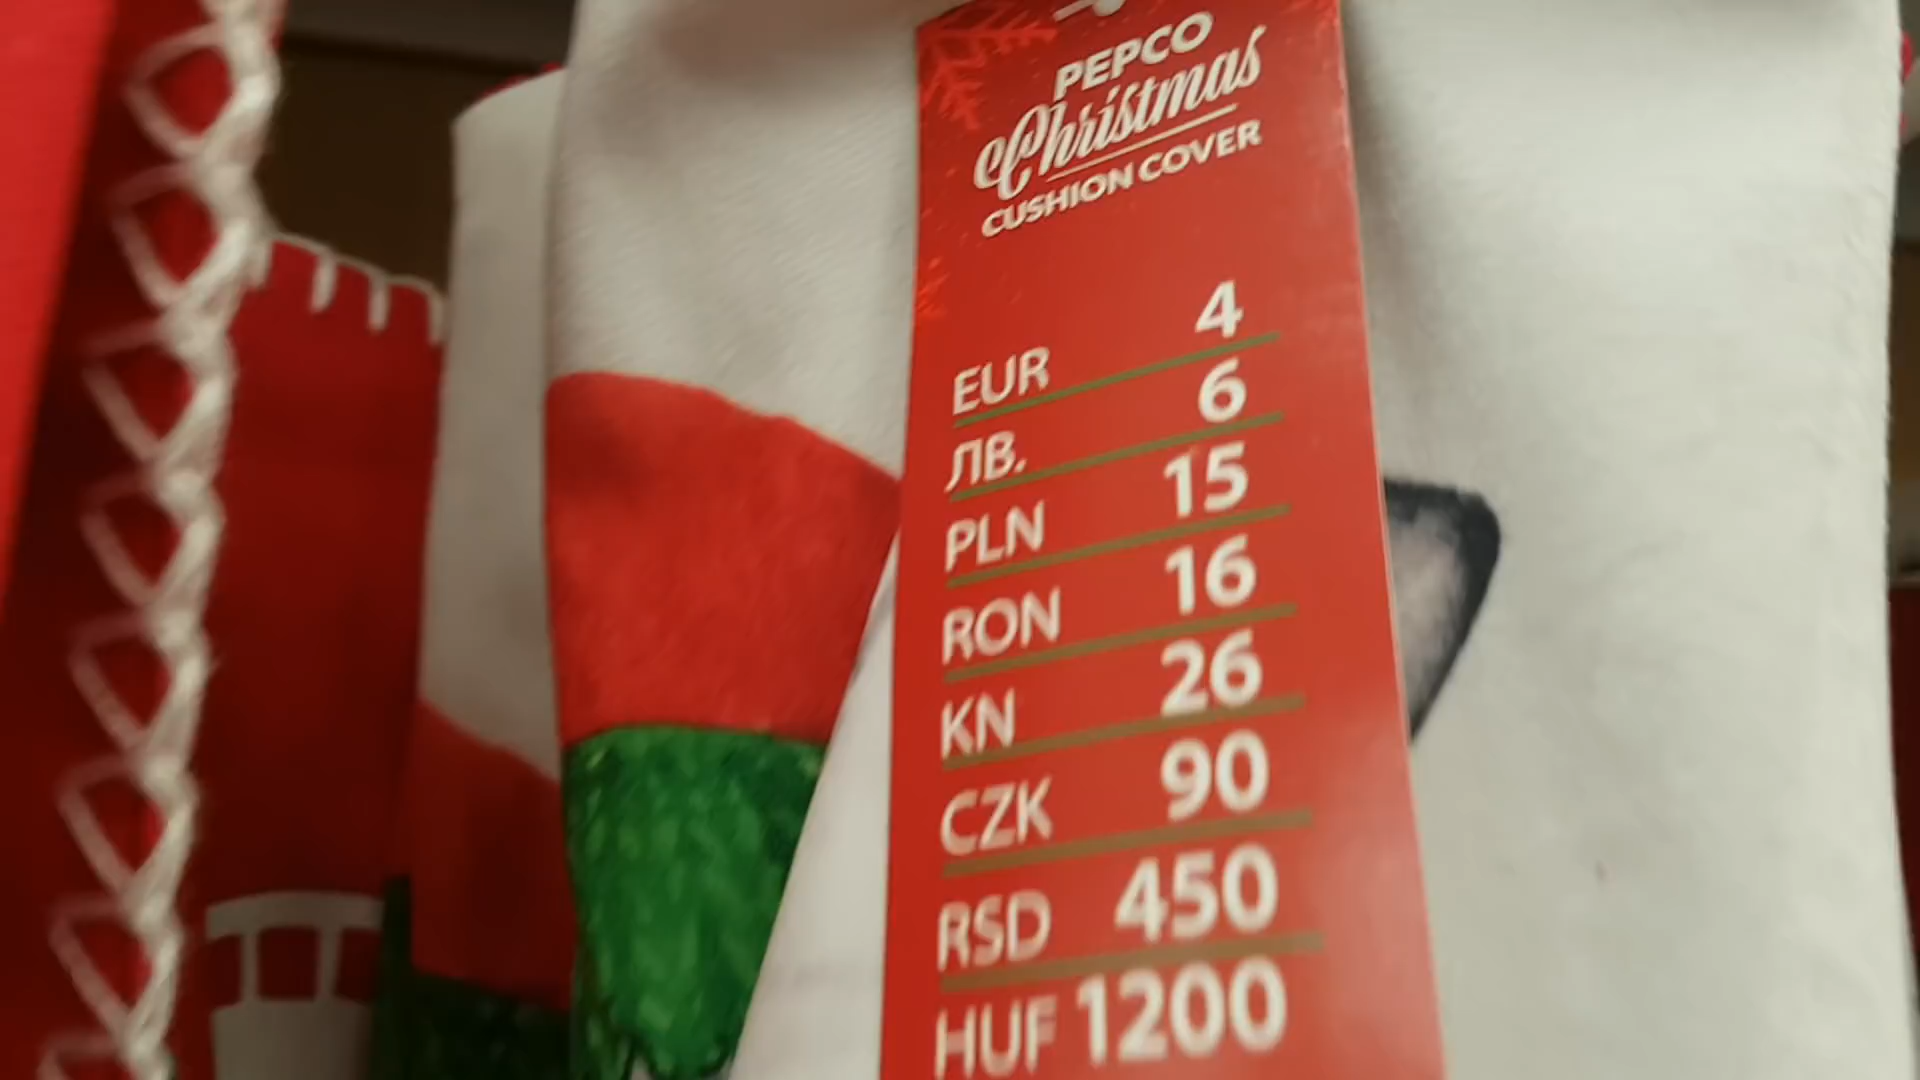 PEPCO
Christmas
CUSHION COVER
EUR 4
ЛВ. 6
PLN 15
RON 16
KN 26
CZK 90
RSD 450
HUF 1200